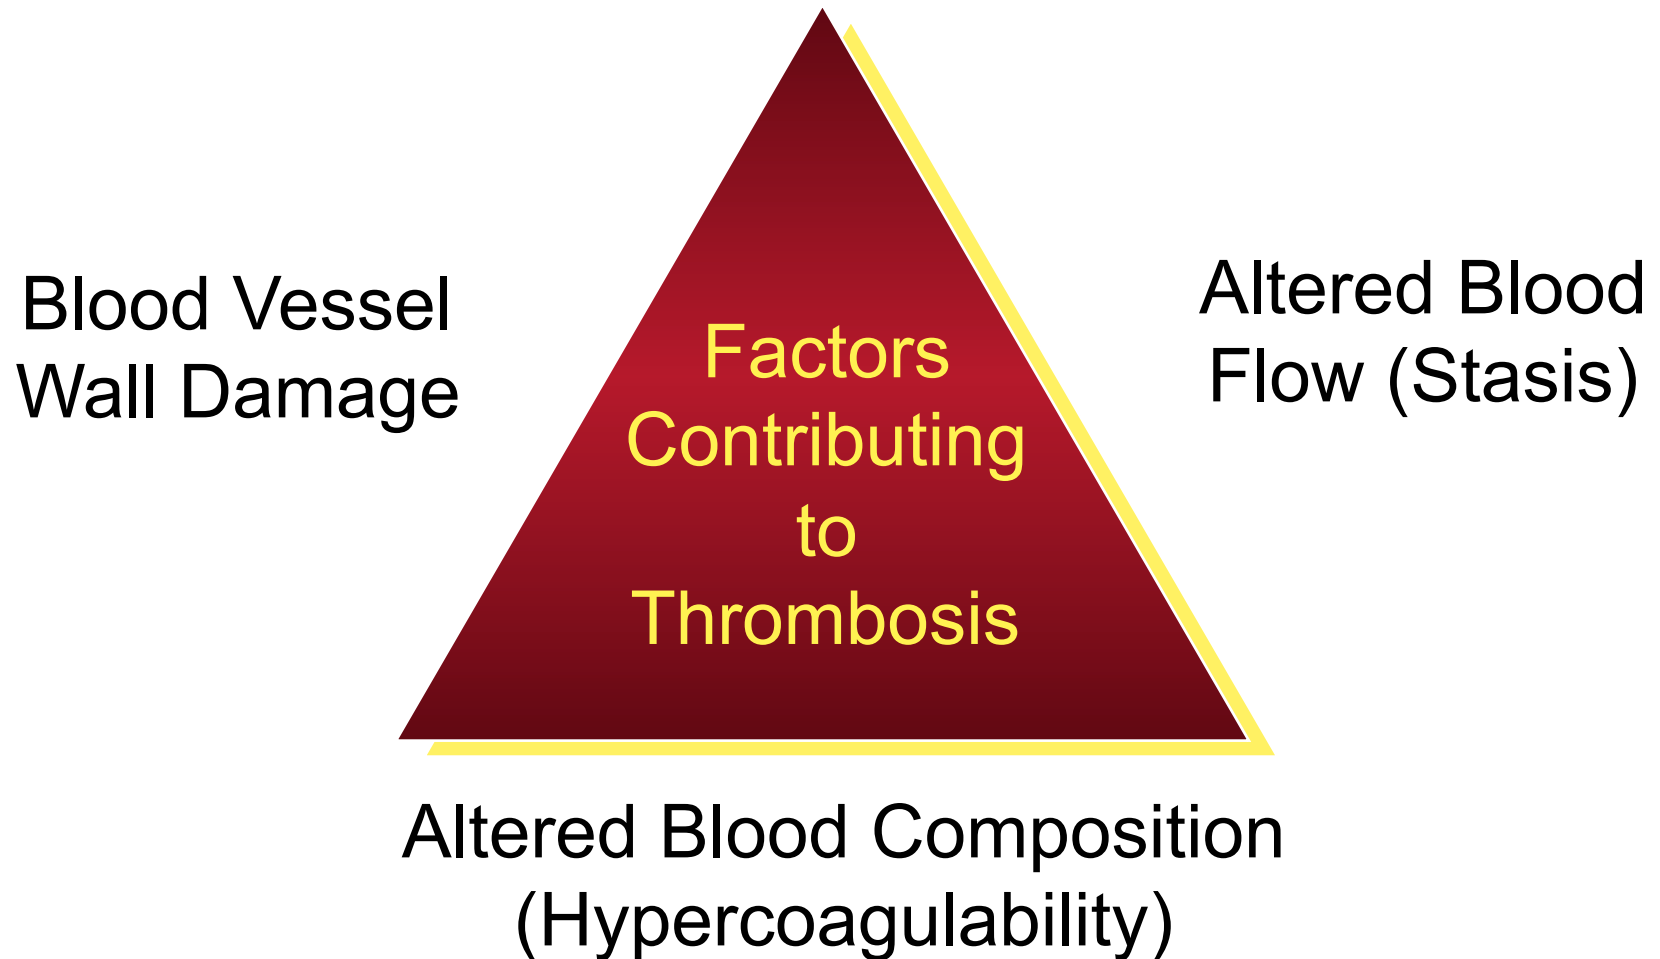 Blood Vessel
Wall Damage
Factors
Contributing
to
Thrombosis
Altered Blood
Flow (Stasis)
Altered Blood Composition
(Hypercoagulability)